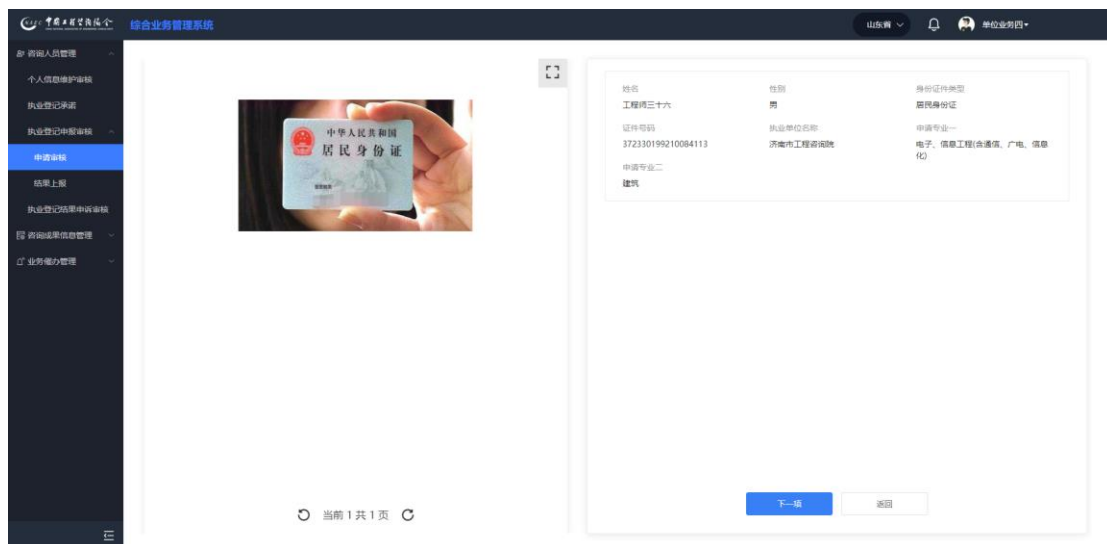 综合业务管理系统
山东省
单位业务四
咨询人员管理
个人信息维护审核
执业登记承诺
执业登记申报审核
申请审核
结果上报
执业登记结果申诉审核
咨询成果信息管理
业务催办管理
中华人民共和国
居民身份证
当前1共1页
姓名 性别 身份证件类型
工程师三十六 男 居民身份证
证件号码 执业单位名称 申请专业一
372330199210084113 济南市工程咨询院 电子、信息工程(含通信、广电、信息
化)
申请专业二
建筑
下一项 返回